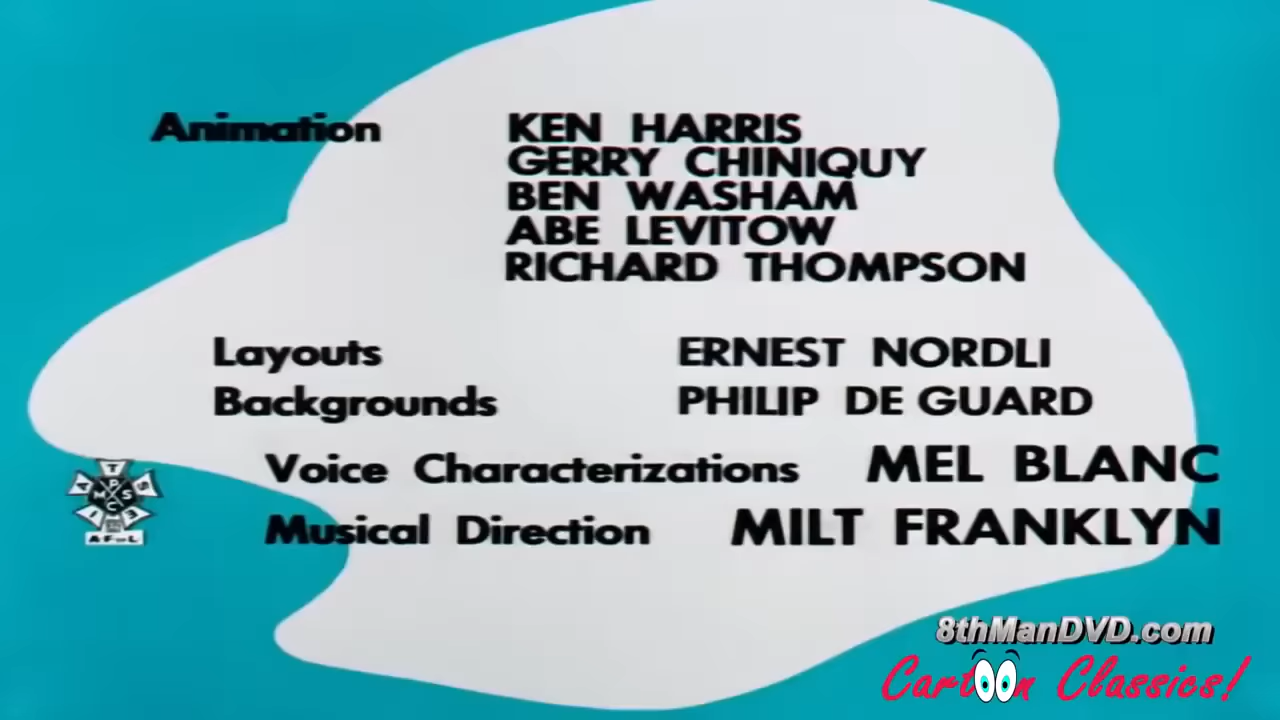 Animation KEN HARRIS
GERRY CHINIQUY
BEN WASHAM
ABE LEVITOW
RICHARD THOMPSON
Layouts ERNEST NORDLI
Backgrounds PHILIP DE GUARD
Voice Characterizations MEL BLANC
Musical Direction MILT FRANKLYN
A F of L
8thManDVD.com
Cartoon Classics!